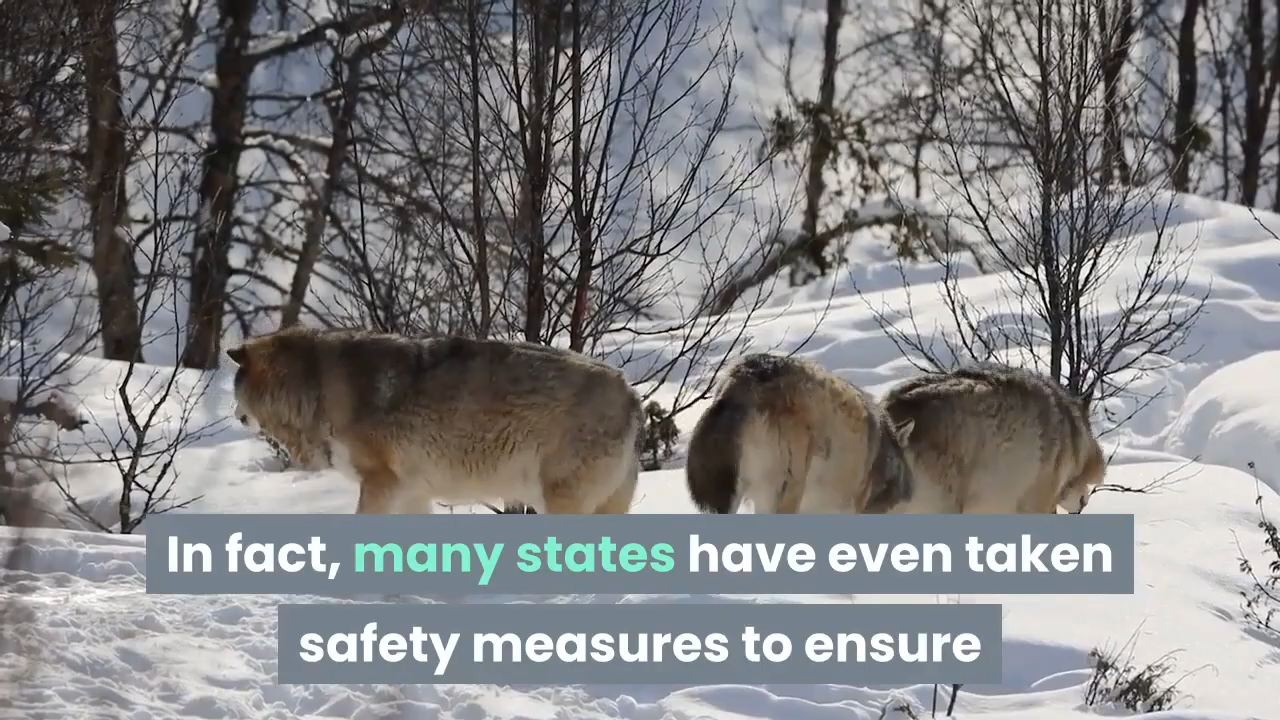 In fact, many states have even taken
safety measures to ensure